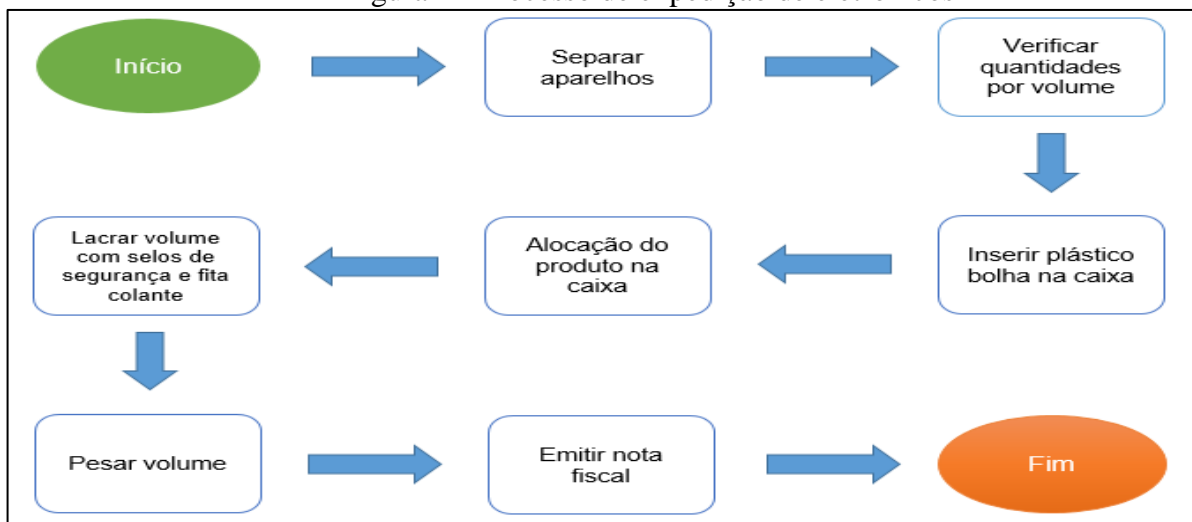 Início
Separar
aparelhos
Verificar
quantidades
por volume
Inserir plástico
bolha na caixa
Alocação do
produto na
caixa
Lacrar volume
com selos de
segurança e fita
colante
Pesar volume
Emitir nota
fiscal
Fim